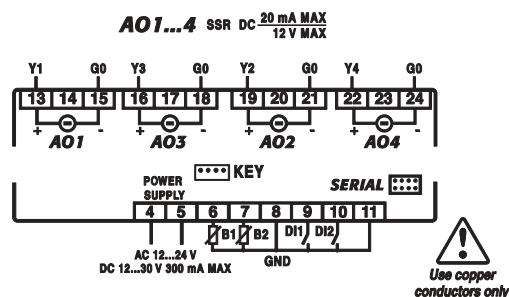 AO1...4 SSR DC 20 mA MAX
12 V MAX
Y1 G0 Y3 G0 Y2 G0 Y4 G0
13 14 15 16 17 18 19 20 21 22 23 24
+ - + - + - + -
AO1 AO3 AO2 AO4
KEY
POWER
SUPPLY
SERIAL
4 5 6 7 8 9 10 11
B1 B2 DI1 DI2
GND
AC 12...24 V
DC 12...30 V 300 mA MAX
!
Use copper
conductors only